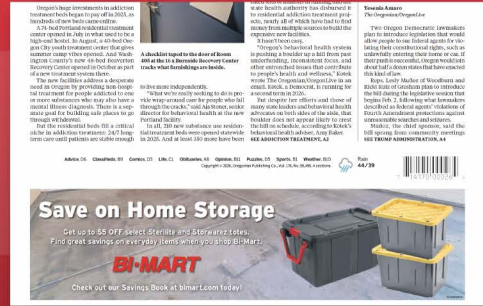 Oregon's huge investments in addiction
treatment beds began to pay off in 2025, as
hundreds of new beds came online.
A 74-bed Portland residential treatment
center opened in July in what used to be a
high-end hostel. In August, a 40-bed Ore-
gon City youth treatment center that gives
summer camp vibes opened. And Wash-
ington County's new 48-bed Beaverton
Recovery Center opened in
as part
of a new treatment system there.
The new facilities address a desperate
need in Oregon by providing non-hospi-
tal treatment for people addicted to one
or more substances who may also have a
mental illness diagnosis. There is a sepa-
rate goal for building safe places to go
through withdrawal.
But the residential beds fill a critical
niche in addiction treatment: 24/7 long-
term care until patients are stable enough
A checklist taped to the door of Room
406 at the 16 x Burnside Recovery Center
tracks what furnishings are inside.
to live more independently.
"What we're really seeking to do is pro-
vide wrap-around care for people who fall
through the cracks," said
senior
director for behavioral health at the new
Portland facility.
In all, 210 new substance use residen-
tial treatment beds were opened statewide
in 2025. And at least 380 more have been
state health authority has disbursed it
to residential addiction treatment proj-
ects, nearly all of which have had to find
money from multiple sources to build the
expensive new facilities.
It hasn't been easy.
"Oregon's behavioral health system
is pushing a boulder up a hill from past
underfunding, inconsistent focus, and
other entrenched issues that contribute
to people's health and wellness," Kotek
wrote The Oregonian/OregonLive in an
email. Kotek, a Democrat, is running for
a second term in 2026.
But despite her efforts and those of
many state leaders and behavioral health
advocates on both sides of the aisle, that
boulder does not appear likely to crest
the hill on schedule, according to Kotek's
behavioral health adviser, Amy Baker.
SEE ADDICTION TREATMENT, A2
Yesenia Amaro
The Oregonian/OregonLive
Two Oregon Democratic lawmakers
plan to introduce legislation that would
allow people to sue federal agents for vio-
lating their constitutional rights, such as
unlawfully entering their home or car. If
their push is successful, Oregon would join
about half a dozen states that have enacted
this kind of law.
Reps. Lesly Muñoz of Woodburn and
Ricki Ruiz of Gresham plan to introduce
the bill during the legislative session that
begins Feb. 2, following what lawmakers
described as federal agents' violations of
Fourth Amendment protections against
unreasonable searches and seizures.
Muñoz, the chief sponsor, said the
bill sprang from community meetings
SEE TRUMP ADMINISTRATION, A4
Advice, D6 Classifieds, B9 Comics, D3 Life, C1 Obituaries, A8 Opinion, B11 Puzzles, D5 Sports, B1 Weather, B10
Rain
44/39
Save on Home Storage
Get up to $5 OFF select Sterilite and Storwarez totes.
Find great savings on everyday items when you shop Bi-Mart.
BI•MART
Check out our Savings Book at bimart.com today!